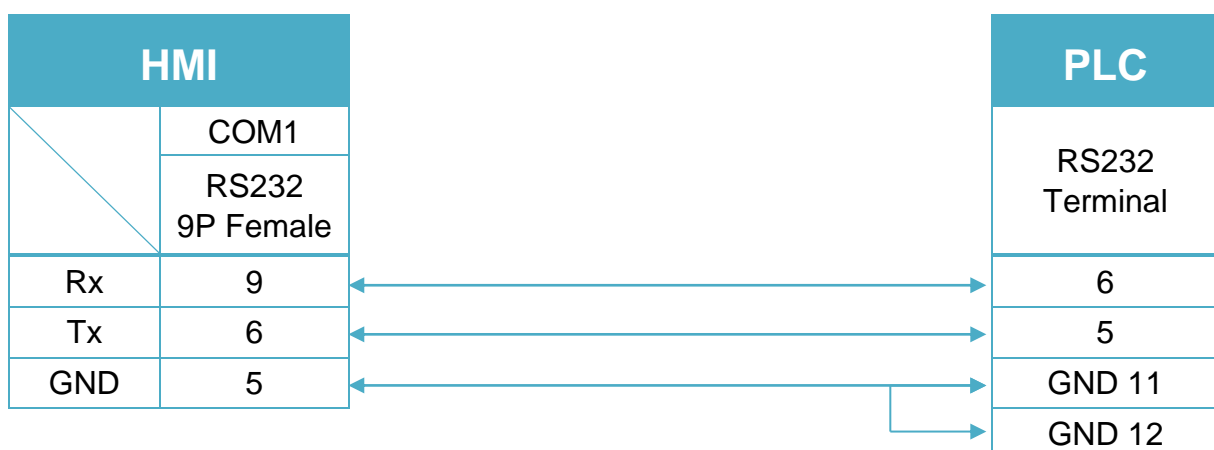 HMI
PLC
COM1
RS232
9P Female
RS232
Terminal
Rx 9 6
Tx 6 5
GND 5 GND 11
GND 12